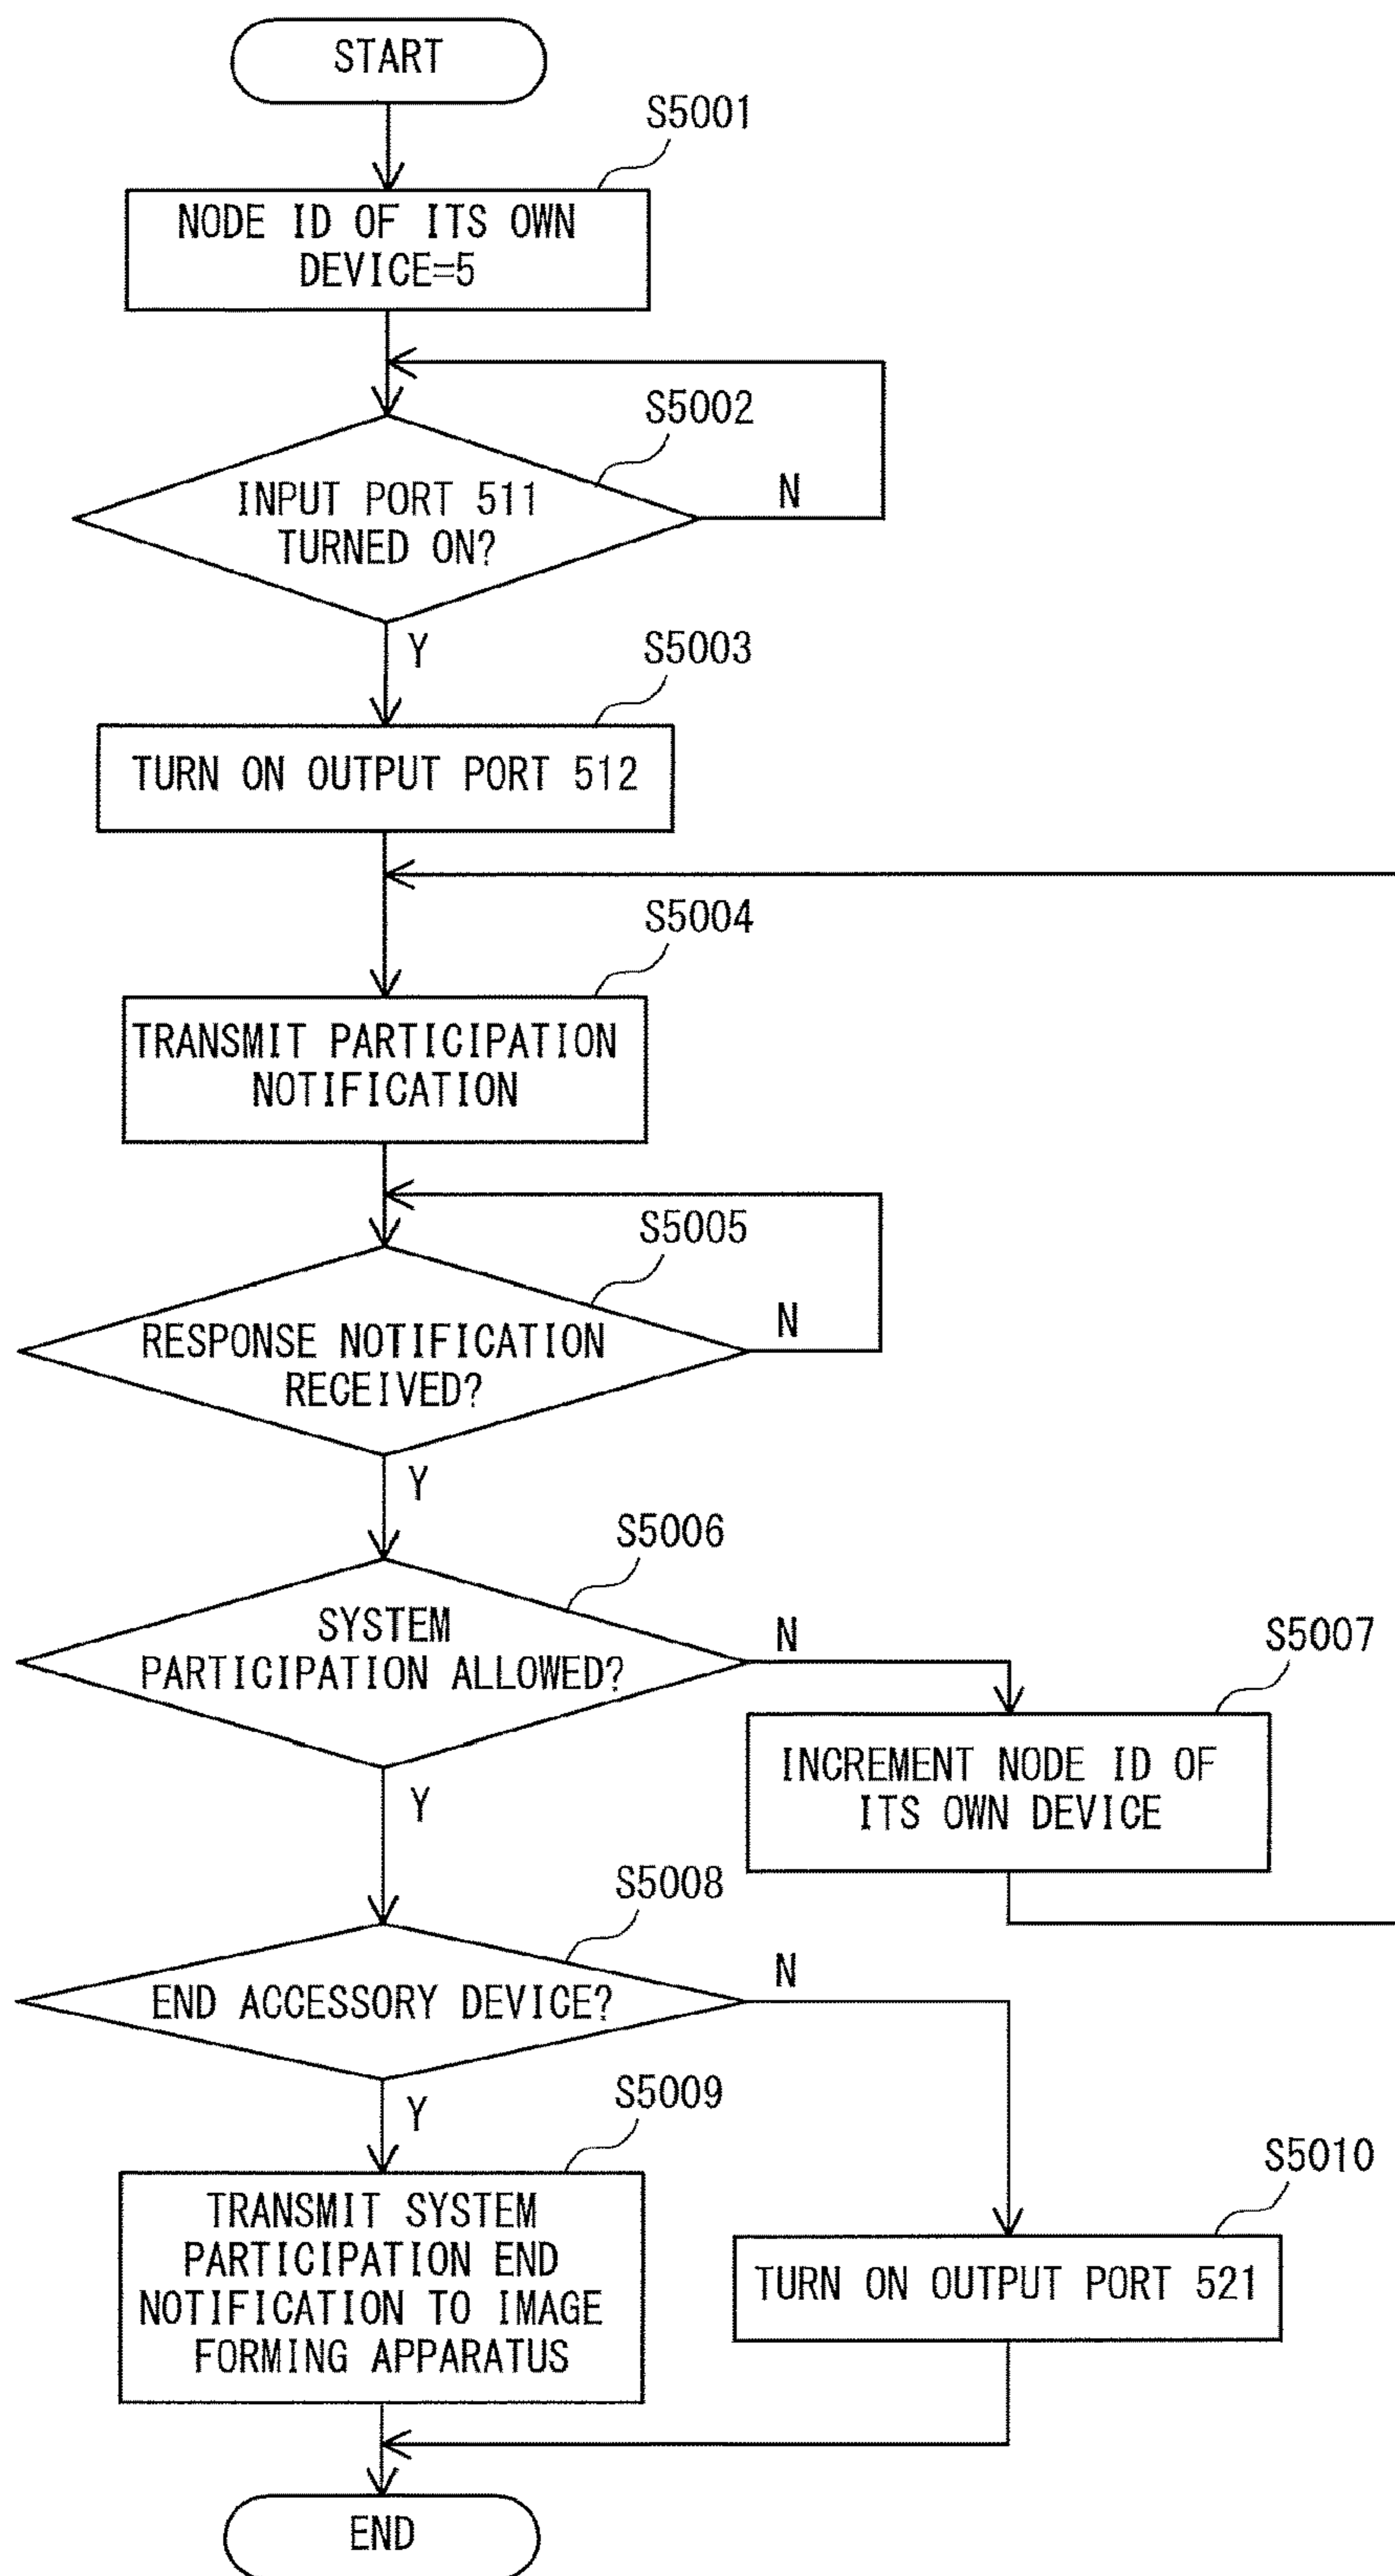 START
S5001
NODE ID OF ITS OWN
DEVICE=5
S5002
INPUT PORT 511
TURNED ON?
N
Y
S5003
TURN ON OUTPUT PORT 512
S5004
TRANSMIT PARTICIPATION
NOTIFICATION
S5005
RESPONSE NOTIFICATION
RECEIVED?
N
Y
S5006
SYSTEM
PARTICIPATION ALLOWED?
N
S5007
INCREMENT NODE ID OF
ITS OWN DEVICE
Y
S5008
END ACCESSORY DEVICE?
N
Y
S5009
TRANSMIT SYSTEM
PARTICIPATION END
NOTIFICATION TO IMAGE
FORMING APPARATUS
S5010
TURN ON OUTPUT PORT 521
END